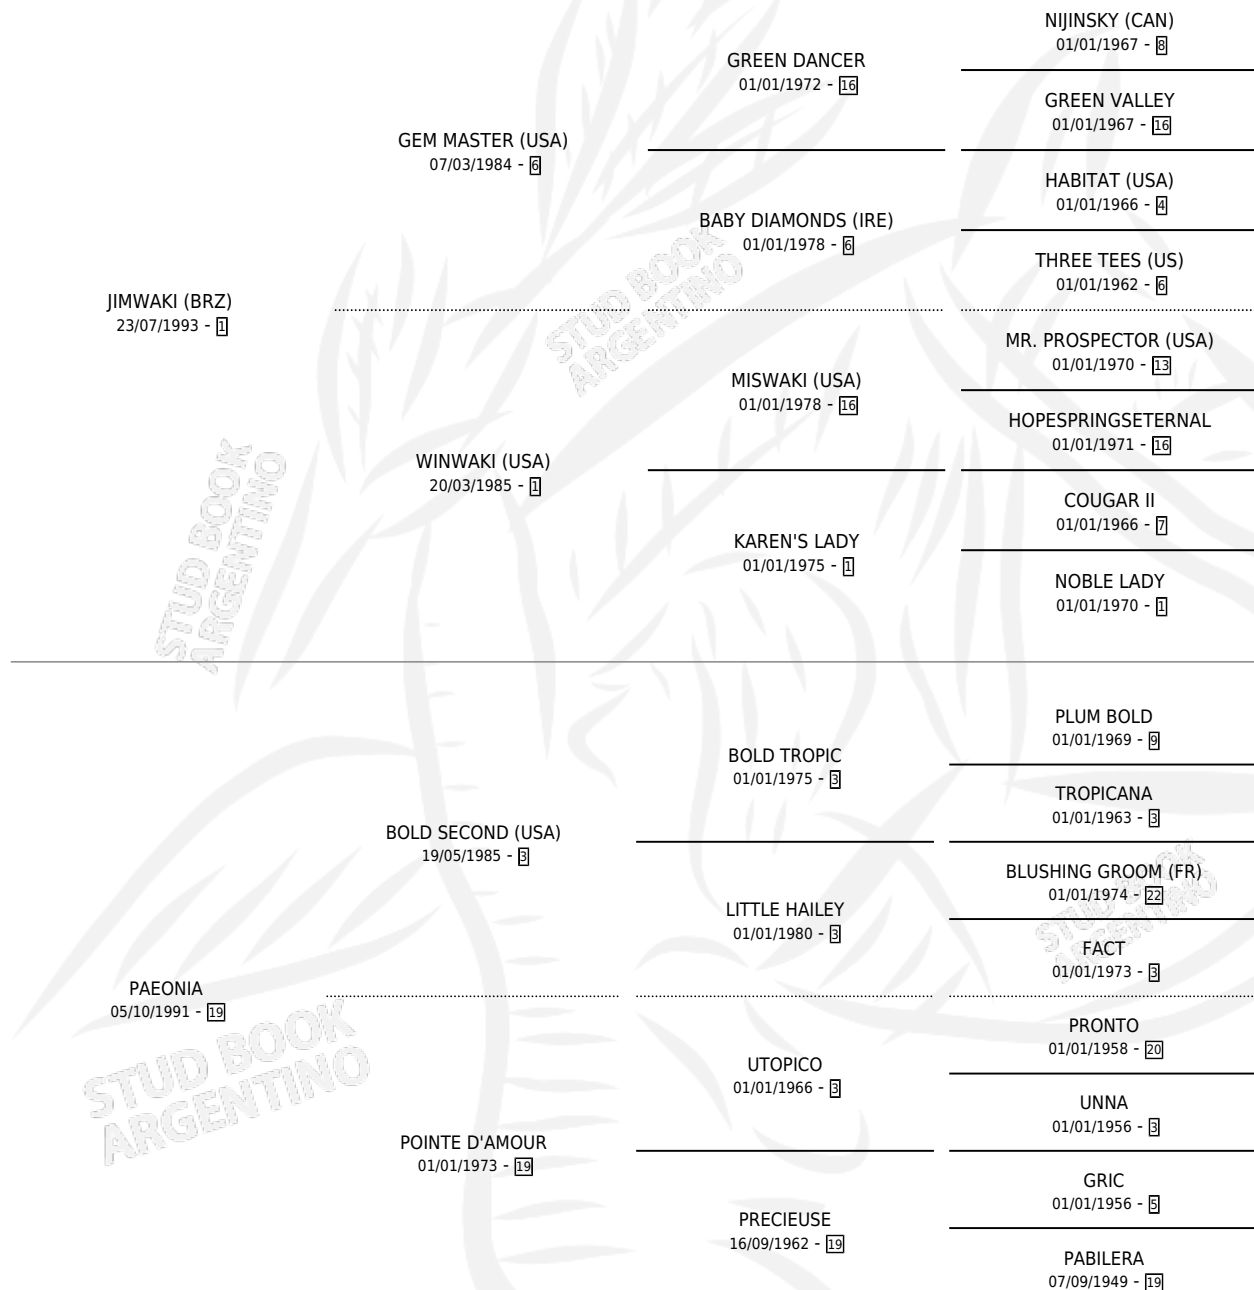 NIJINSKY (CAN)
01/01/1967 - 8
GREEN DANCER
01/01/1972 - 16
GREEN VALLEY
01/01/1967 - 16
GEM MASTER (USA)
07/03/1984 - 6
HABITAT (USA)
01/01/1966 - 4
BABY DIAMONDS (IRE)
01/01/1978 - 6
THREE TEES (US)
01/01/1962 - 6
JIMWAKI (BRZ)
23/07/1993 - 1
STUD BOOK
ARGENTINO
MR. PROSPECTOR (USA)
01/01/1970 - 13
MISWAKI (USA)
01/01/1978 - 16
HOPESPRINGSETERNAL
01/01/1971 - 16
WINWAKI (USA)
20/03/1985 - 1
COUGAR II
01/01/1966 - 7
KAREN'S LADY
01/01/1975 - 1
NOBLE LADY
01/01/1970 - 1
STUD BOOK
ARGENTINO
PLUM BOLD
01/01/1969 - 9
BOLD TROPIC
01/01/1975 - 3
TROPICANA
01/01/1963 - 3
BOLD SECOND (USA)
19/05/1985 - 3
BLUSHING GROOM (FR)
01/01/1974 - 22
LITTLE HAILEY
01/01/1980 - 3
STUD BOOK
ARGENTINO
FACT
01/01/1973 - 3
PAEONIA
05/10/1991 - 19
STUD BOOK
ARGENTINO
PRONTO
01/01/1958 - 20
UTOPICO
01/01/1966 - 3
UNNA
01/01/1956 - 3
POINTE D'AMOUR
01/01/1973 - 19
GRIC
01/01/1956 - 5
PRECIEUSE
16/09/1962 - 19
PABILERA
07/09/1949 - 19